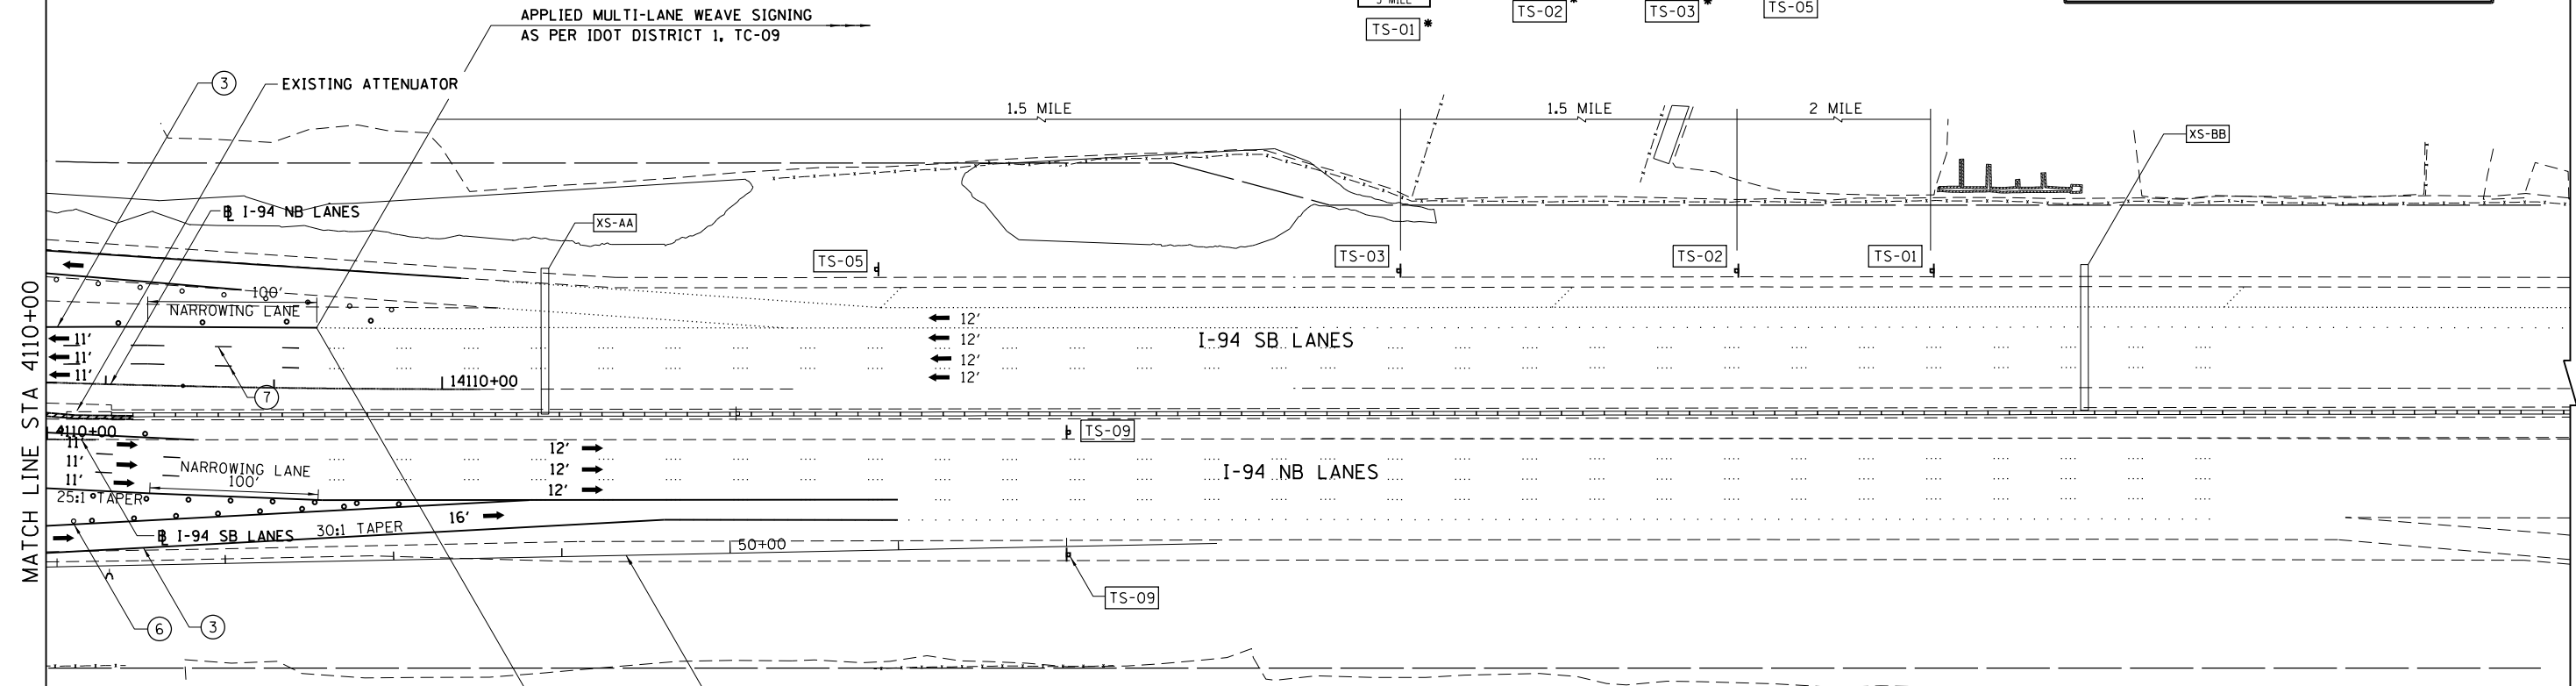 APPLIED MULTI-LANE WEAVE SIGNING
AS PER IDOT DISTRICT 1, TC-09
TS-01*
TS-02*
TS-03*
TS-05
3
EXISTING ATTENUATOR
1.5 MILE
1.5 MILE
2 MILE
XS-BB
℄ I-94 NB LANES
XS-AA
TS-05
TS-03
TS-02
TS-01
100'
NARROWING LANE
12'
12'
12'
12'
I-94 SB LANES
11'
11'
11'
14110+00
7
MATCH LINE STA 4110+00
4110+00
11'
11'
11'
NARROWING LANE
100'
12'
12'
12'
TS-09
I-94 NB LANES
25:1 TAPER
16'
℄ I-94 SB LANES
30:1 TAPER
50+00
TS-09
6
3